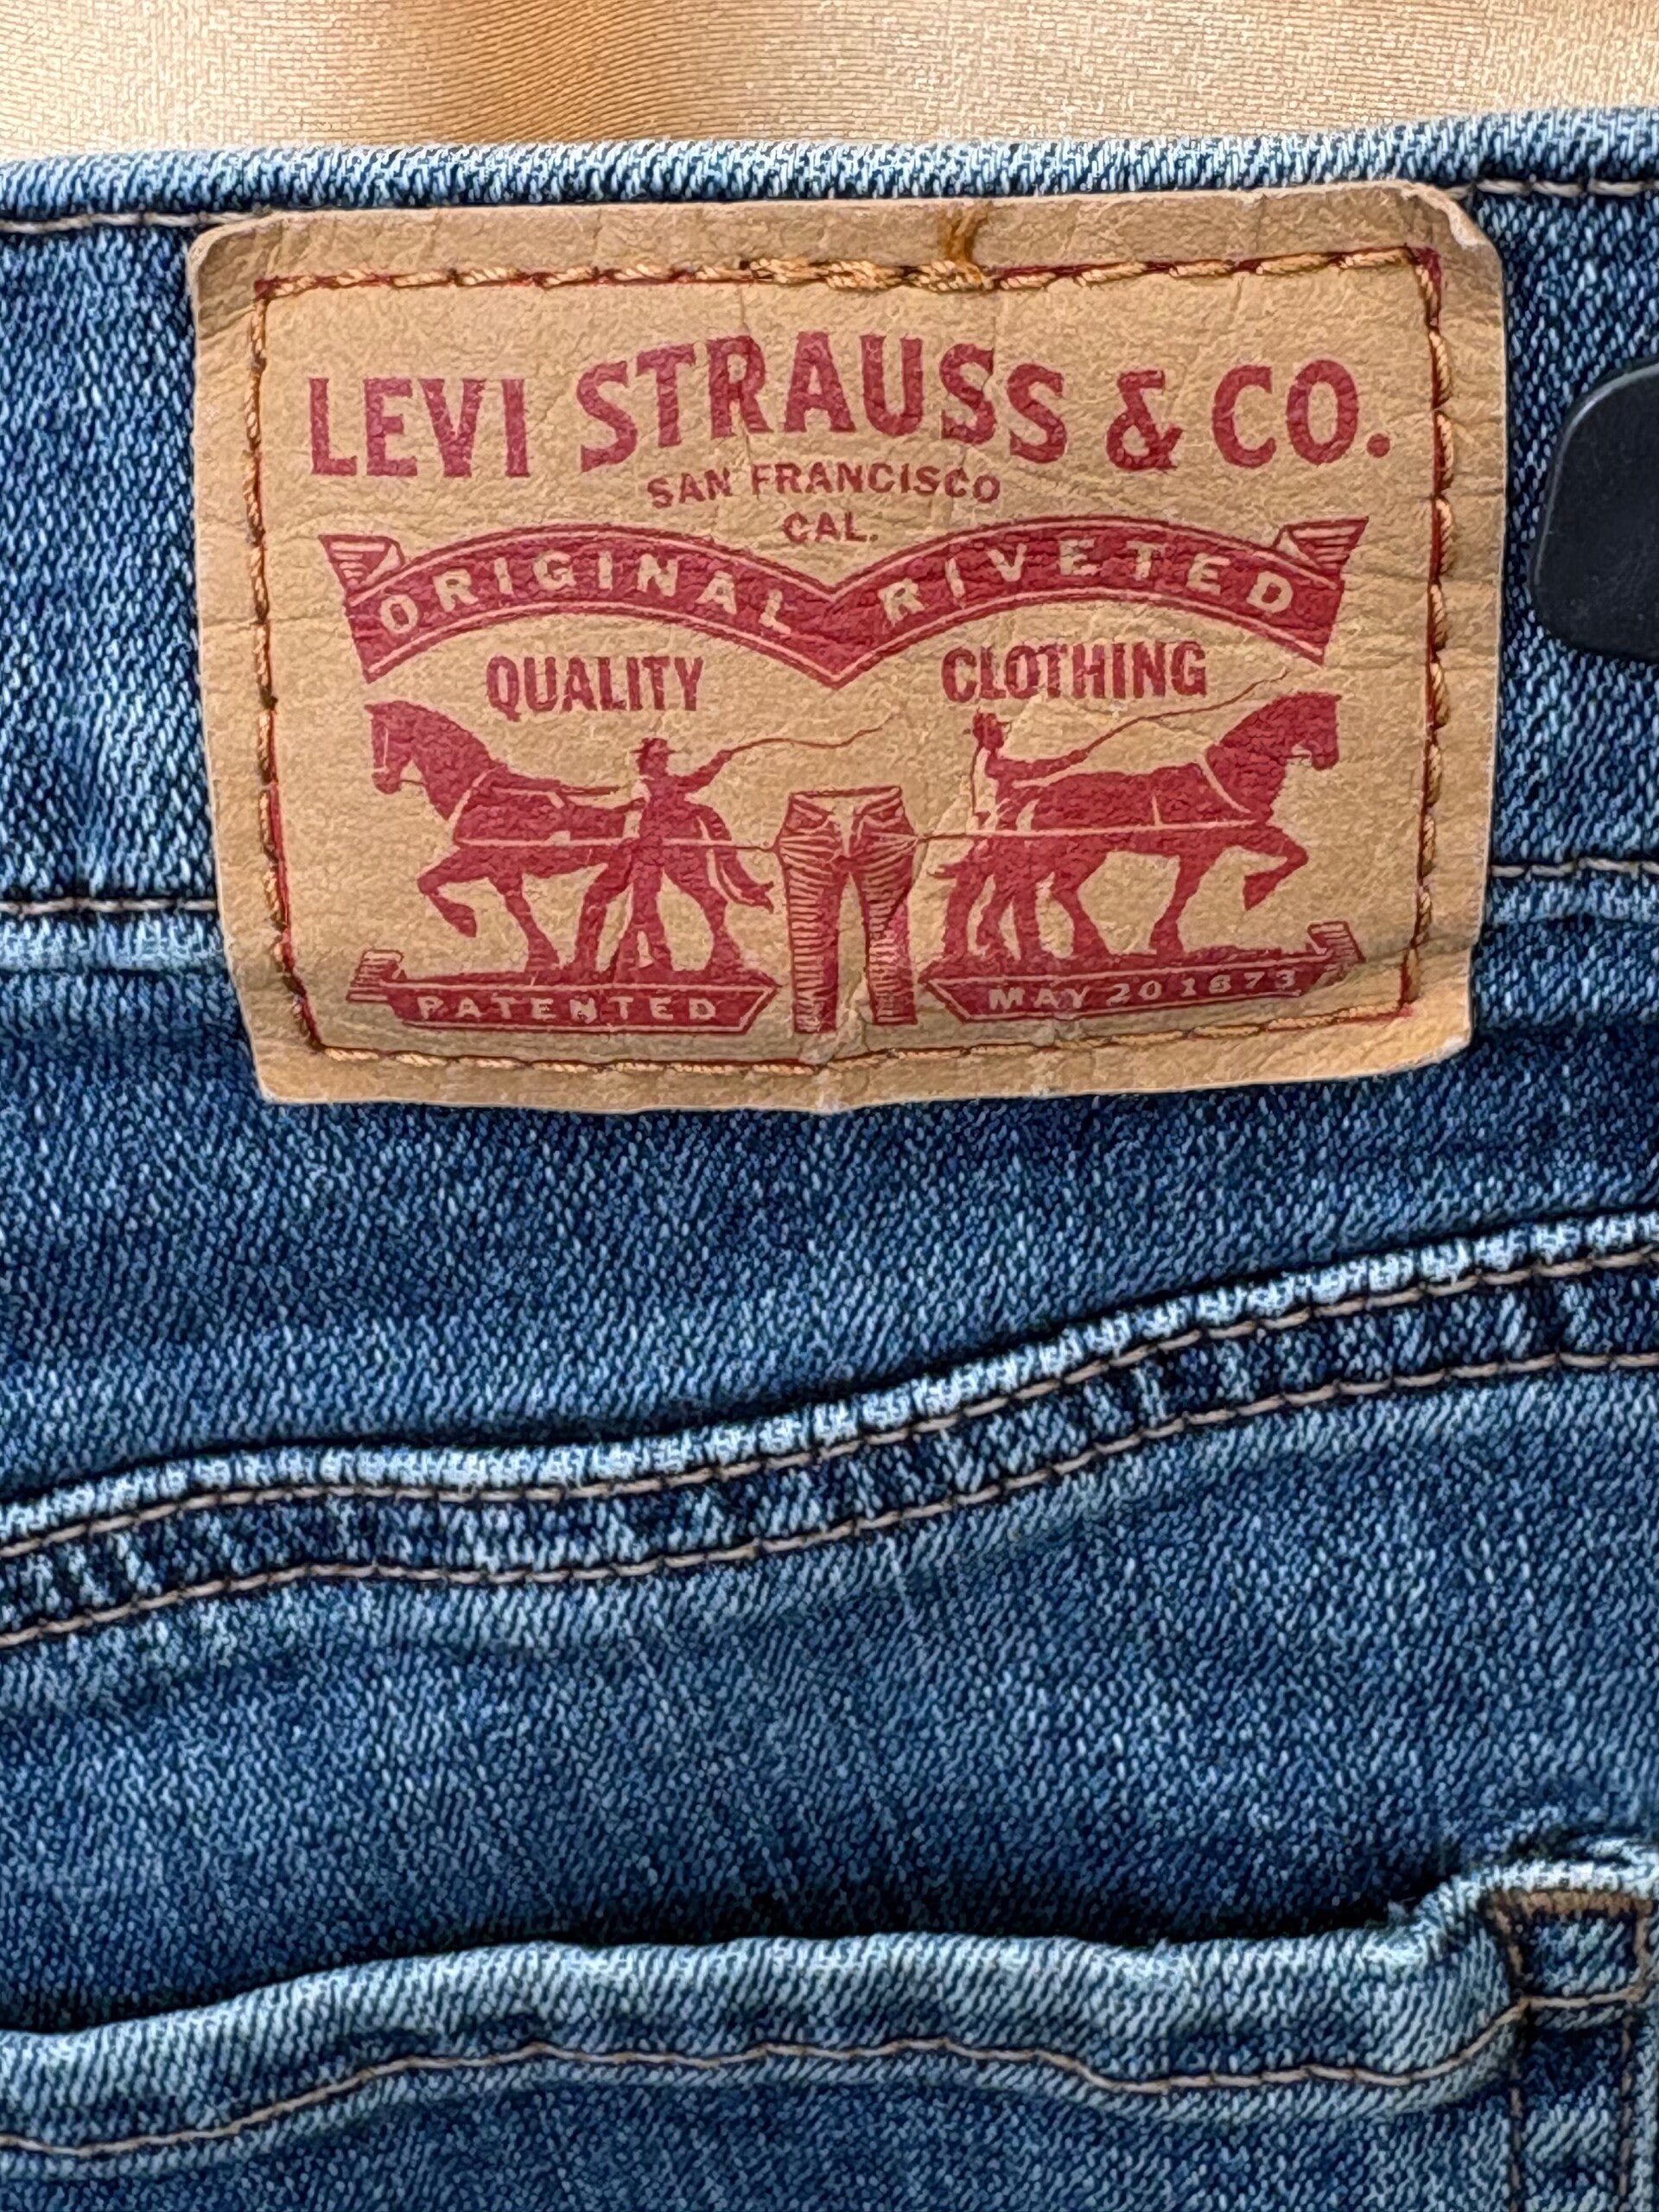 LEVI STRAUSS & CO.
SAN FRANCISCO
CAL.
ORIGINAL RIVETED
QUALITY CLOTHING
PATENTED MAY 20 1873